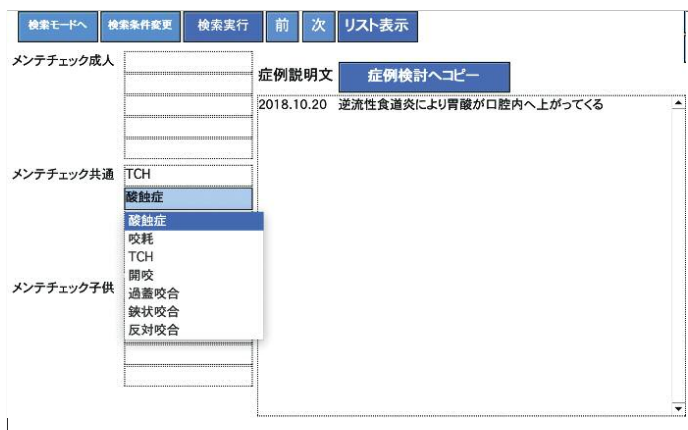 検索モードへ 検索条件変更 検索実行 前 次 リスト表示
メンテチェック成人
症例説明文 症例検討へコピー
2018.10.20 逆流性食道炎により胃酸が口腔内へ上がってくる
メンテチェック共通 TCH
酸蝕症
酸蝕症
咬耗
TCH
開咬
メンテチェック子供
過蓋咬合
鋏状咬合
反対咬合